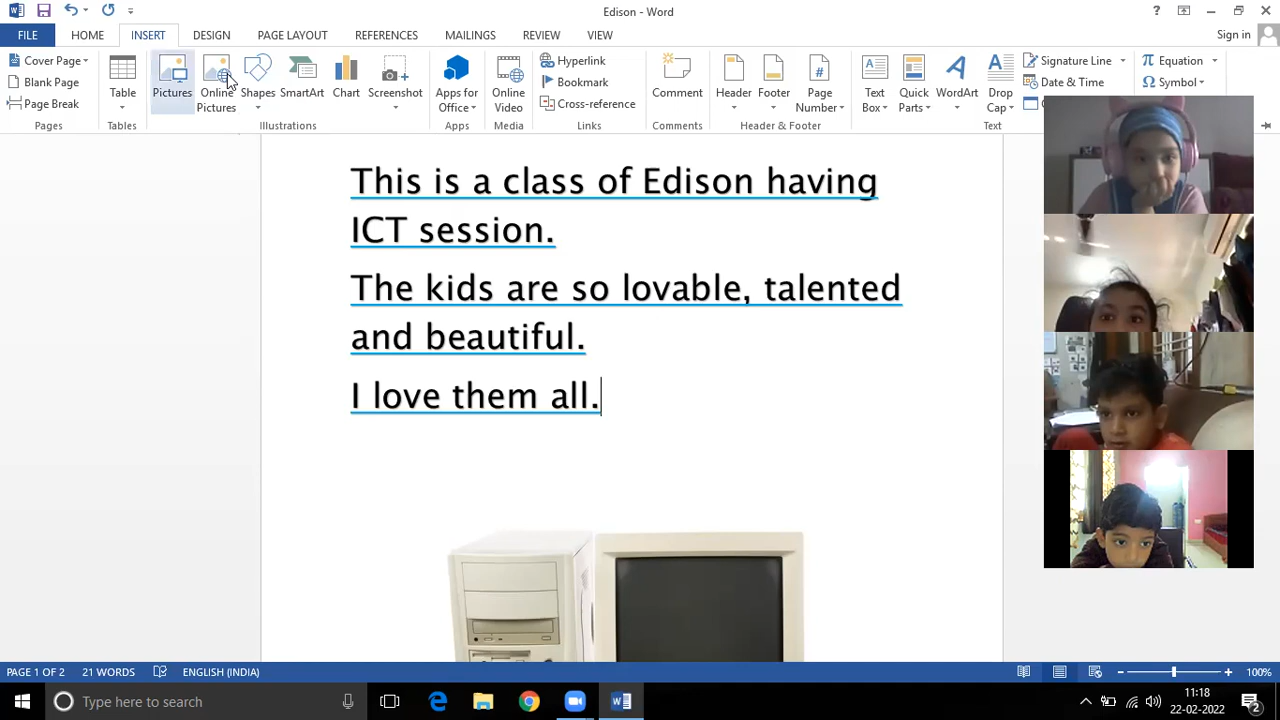 Edison - Word
Sign in
FILE HOME INSERT DESIGN PAGE LAYOUT REFERENCES MAILINGS REVIEW VIEW
Cover Page
Blank Page
Page Break
Pages
Table
Tables
Pictures
Online Pictures
Shapes
SmartArt
Chart
Screenshot
Illustrations
Apps for Office
Apps
Online Video
Media
Hyperlink
Bookmark
Cross-reference
Links
Comment
Comments
Header
Footer
Page Number
Header & Footer
Text Box
Quick Parts
WordArt
Drop Cap
Signature Line
Date & Time
Text
Equation
Symbol
This is a class of Edison having
ICT session.
The kids are so lovable, talented
and beautiful.
I love them all.
PAGE 1 OF 2 21 WORDS ENGLISH (INDIA) 100%
Type here to search
11:18
22-02-2022
2